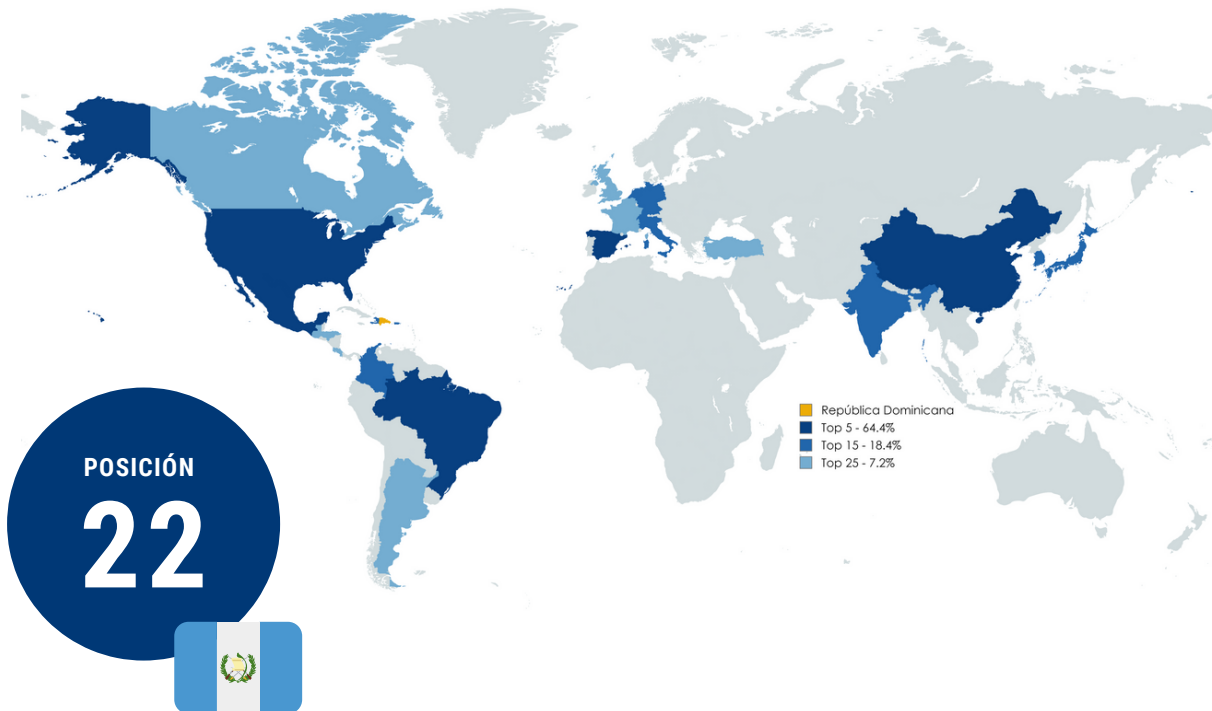 República Dominicana
Top 5 - 64.4%
Top 15 - 18.4%
Top 25 - 7.2%
POSICIÓN
22